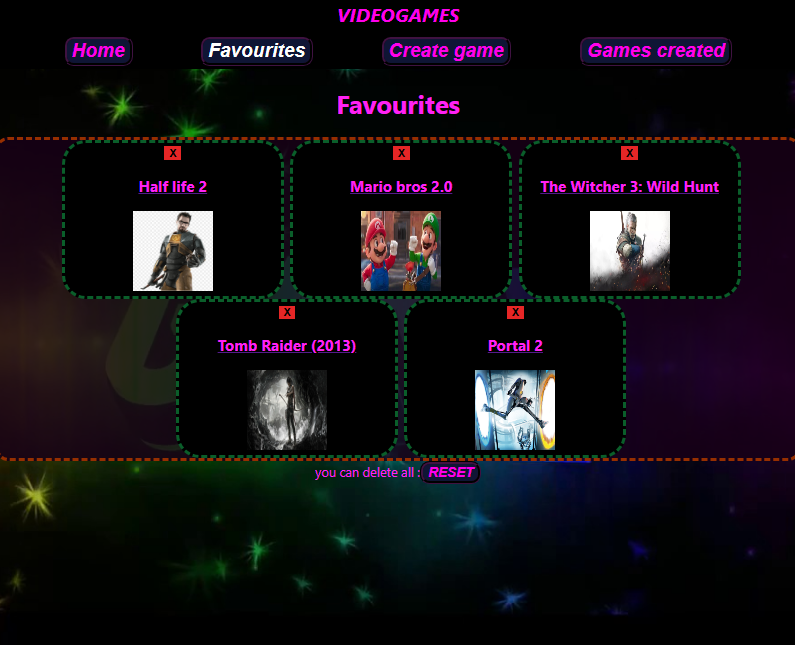 VIDEOGAMES
Home Favourites Create game Games created
Favourites
X X X
Half life 2 Mario bros 2.0 The Witcher 3: Wild Hunt
X X
Tomb Raider (2013) Portal 2
you can delete all : RESET